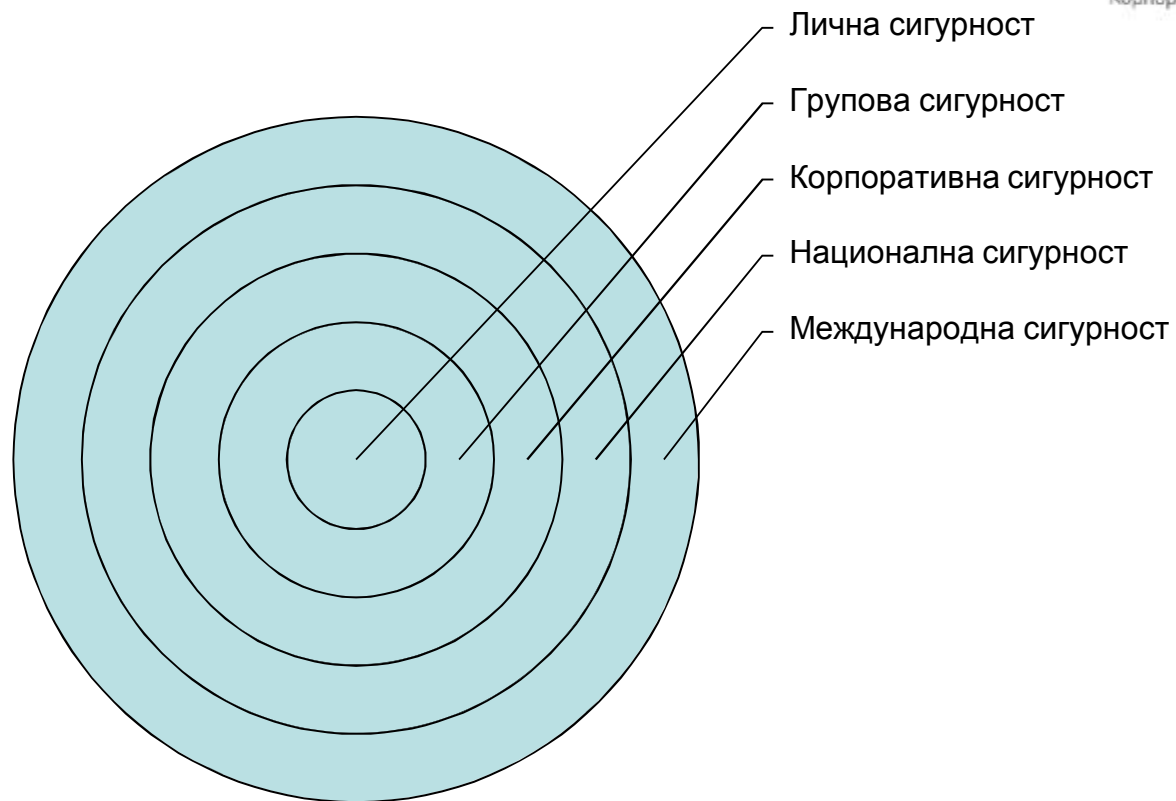 Лична сигурност
Групова сигурност
Корпоративна сигурност
Национална сигурност
Международна сигурност